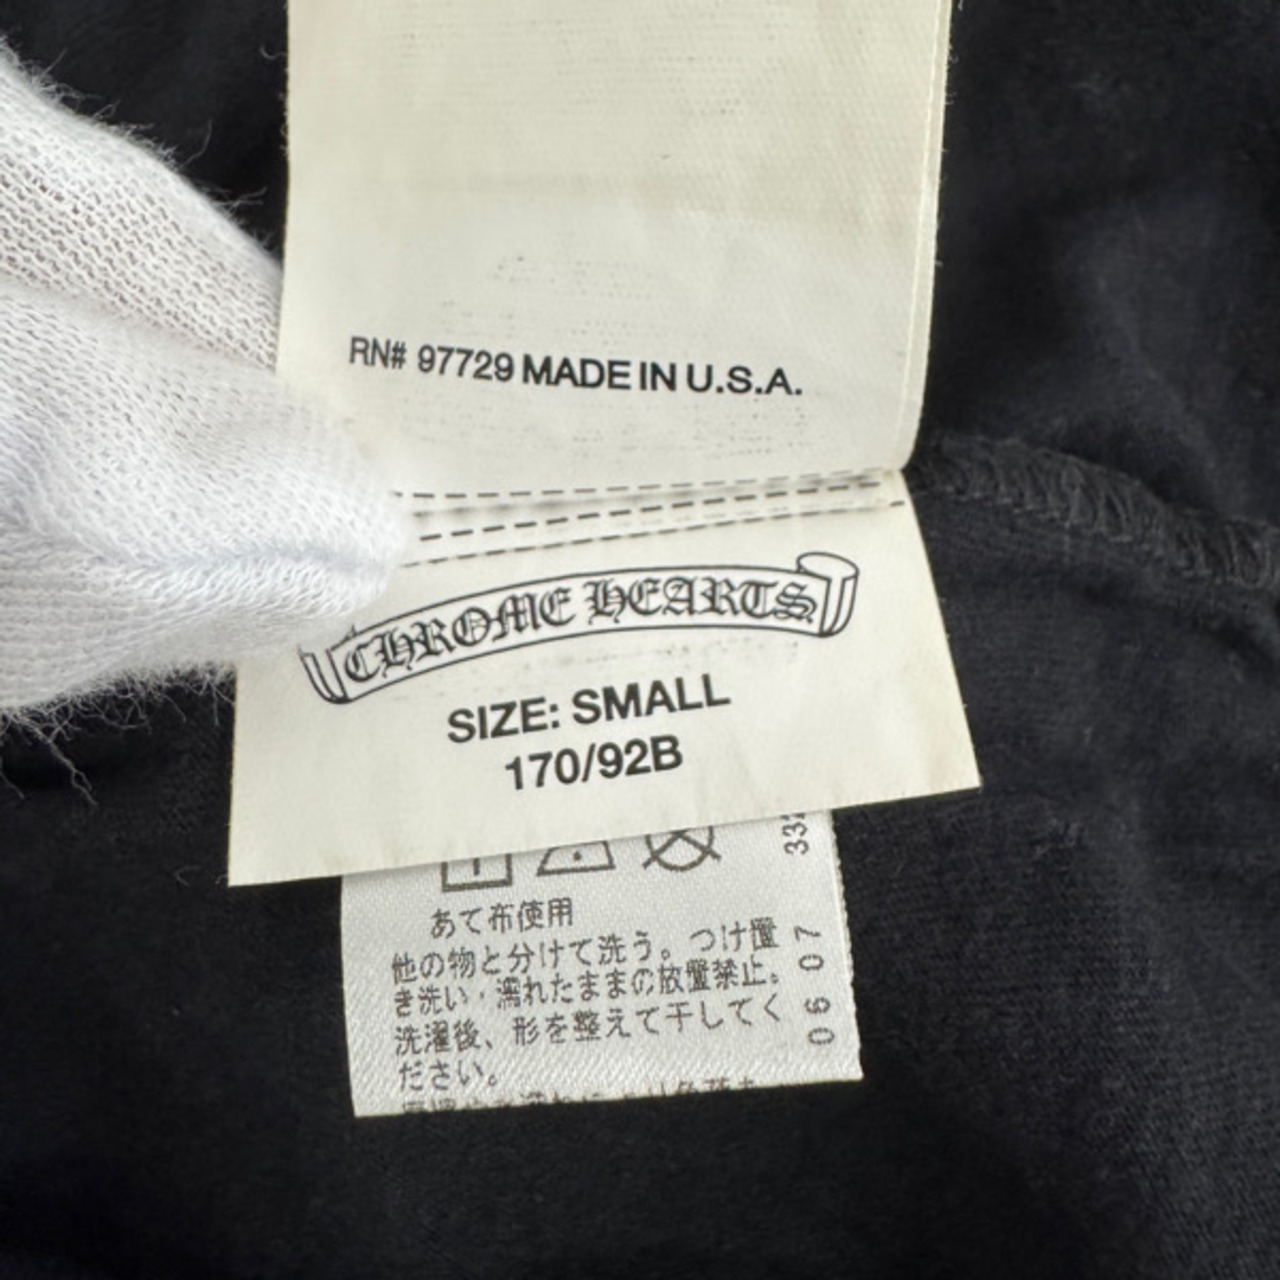 RN# 97729 MADE IN U.S.A.
CHROME HEARTS
SIZE: SMALL
170/92B
あて布使用
他の物と分けて洗う。つけ置
き洗い・濡れたままの放置禁止。
洗濯後、形を整えて干してく
ださい。
06 07